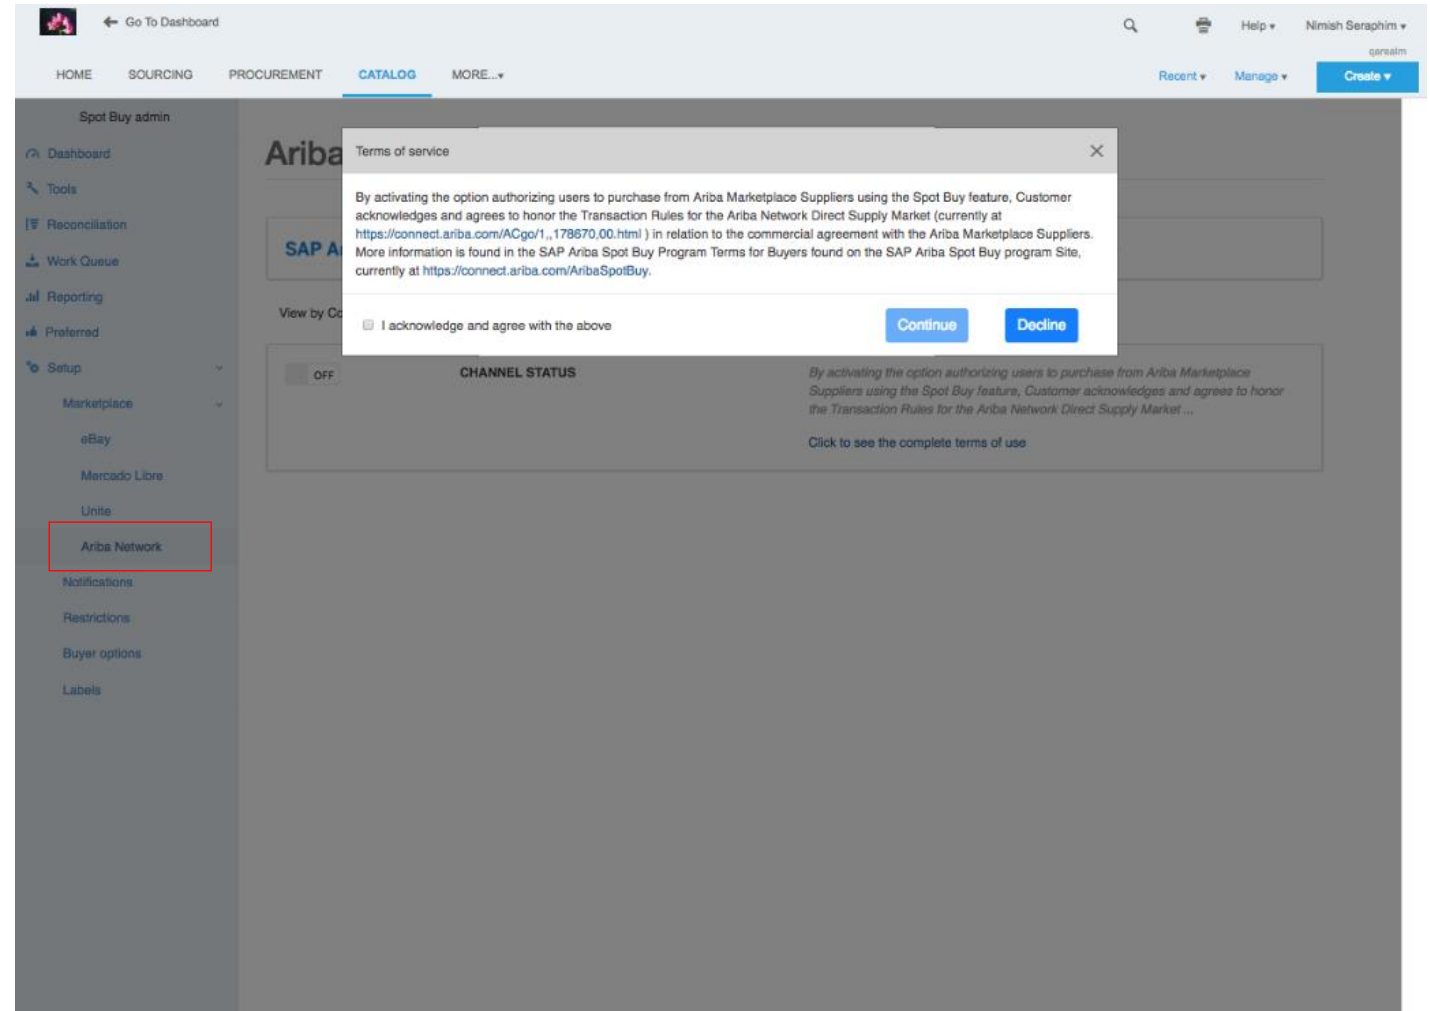 Go To Dashboard
Help
Nimish Seraphim
qarealm
HOME SOURCING PROCUREMENT CATALOG MORE...
Recent Manage Create
Spot Buy admin
Dashboard
Tools
Reconciliation
Work Queue
Reporting
Preferred
Setup
Marketplace
eBay
Mercado Libre
Unite
Ariba Network
Notifications
Restrictions
Buyer options
Labels
Ariba
SAP A
View by Co
Terms of service
By activating the option authorizing users to purchase from Ariba Marketplace Suppliers using the Spot Buy feature, Customer
acknowledges and agrees to honor the Transaction Rules for the Ariba Network Direct Supply Market (currently at
https://connect.ariba.com/ACgo/1,,178670,00.html ) in relation to the commercial agreement with the Ariba Marketplace Suppliers.
More information is found in the SAP Ariba Spot Buy Program Terms for Buyers found on the SAP Ariba Spot Buy program Site,
currently at https://connect.ariba.com/AribaSpotBuy.
I acknowledge and agree with the above
Continue
Decline
OFF
CHANNEL STATUS
By activating the option authorizing users to purchase from Ariba Marketplace
Suppliers using the Spot Buy feature, Customer acknowledges and agrees to honor
the Transaction Rules for the Ariba Network Direct Supply Market ...
Click to see the complete terms of use